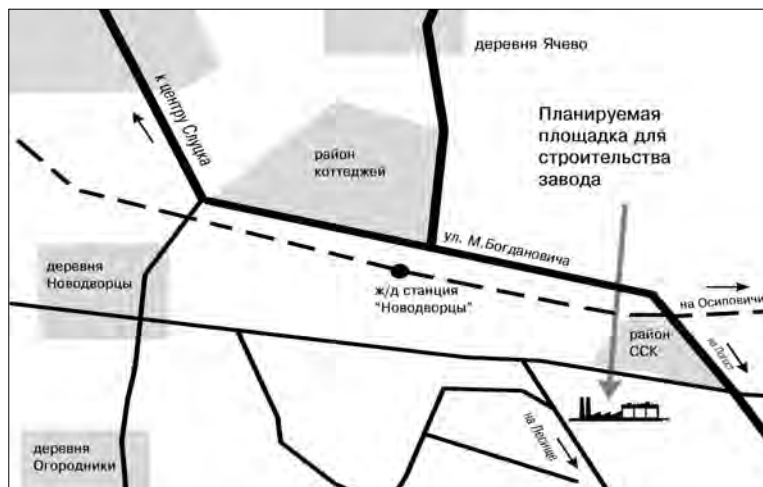 деревня Ячево
к центру Слуцка
Планируемая
площадка для
строительства
завода
район
коттеджей
ул. М.Богдановича
деревня
Новодворцы
ж/д станция
"Новодворцы"
на Осиповичи
район
ССК
на Погост
на Лесище
деревня
Огородники